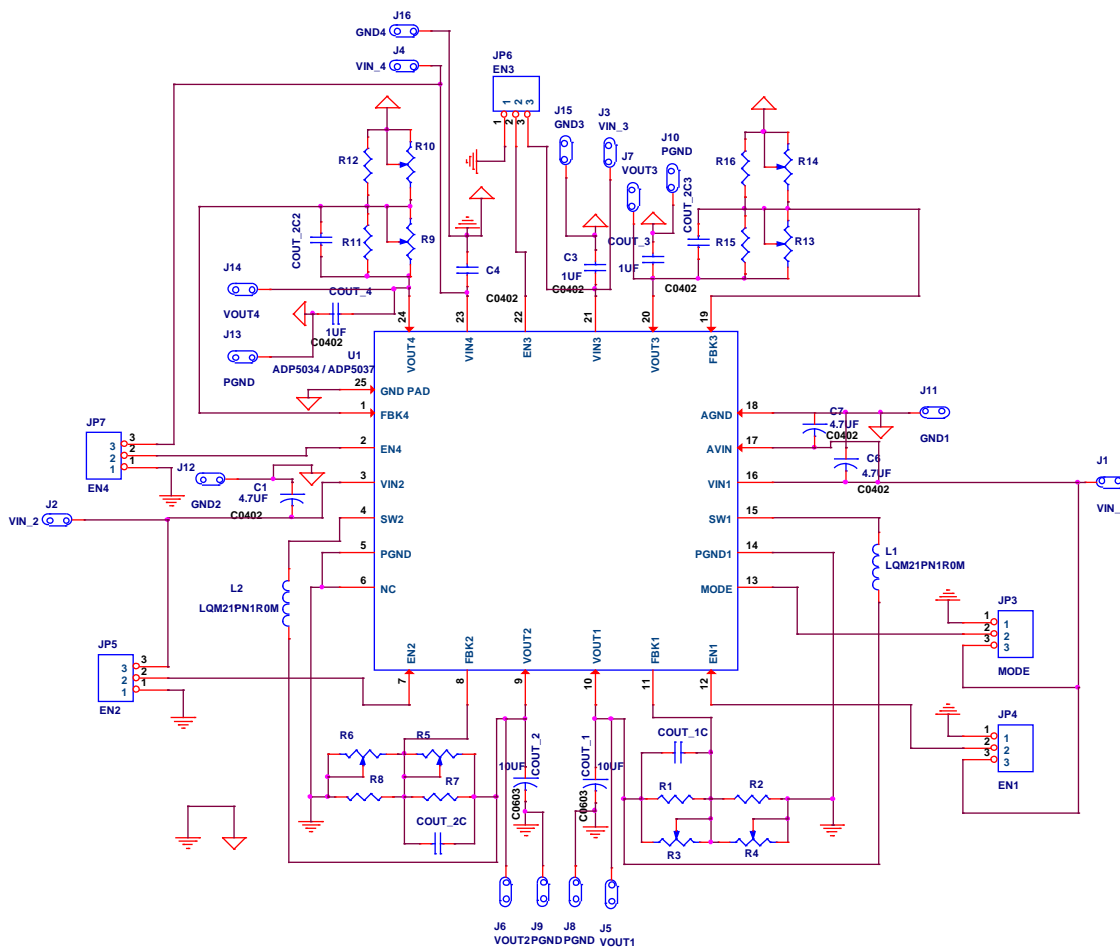 J16
GND4
J4
VIN_4
JP6
EN3
1
2
3
1
2
3
J15
GND3
J3
VIN_3
J7
VOUT3
J10
PGND
R12
R10
R16
R14
COUT_2C2
R11
R9
COUT_2C3
R15
R13
C4
C0402
C3
1UF
C0402
COUT_3
1UF
C0402
J14
VOUT4
COUT_4
1UF
C0402
J13
PGND
24
23
22
21
20
19
U1
ADP5034 / ADP5037
VOUT4
VIN4
EN3
VIN3
VOUT3
FBK3
25
GND PAD
1
FBK4
2
EN4
3
VIN2
4
SW2
5
PGND
6
NC
18
AGND
17
AVIN
16
VIN1
15
SW1
14
PGND1
13
MODE
C7
4.7UF
C0402
C6
4.7UF
C0402
J11
GND1
J1
VIN_
JP7
3
2
1
3
2
1
EN4
J12
GND2
C1
4.7UF
C0402
J2
VIN_2
L2
LQM21PN1R0M
L1
LQM21PN1R0M
JP3
1
2
3
1
2
3
MODE
JP5
3
2
1
3
2
1
EN2
EN2
FBK2
VOUT2
VOUT1
FBK1
EN1
7
8
9
10
11
12
JP4
1
2
3
1
2
3
EN1
R6
R5
R8
R7
COUT_2C
COUT_2
10UF
C0603
COUT_1
10UF
C0603
COUT_1C
R1
R2
R3
R4
J6
VOUT2
J9
PGND
J8
PGND
J5
VOUT1